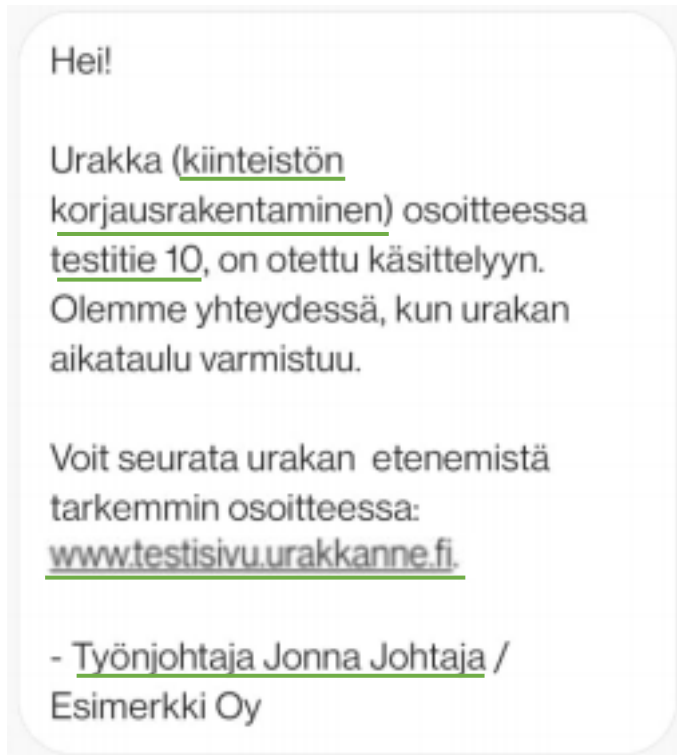 Hei!
Urakka (kiinteistön
korjausrakentaminen) osoitteessa
testitie 10, on otettu käsittelyyn.
Olemme yhteydessä, kun urakan
aikataulu varmistuu.
Voit seurata urakan  etenemistä
tarkemmin osoitteessa:
www.testisivu.urakkanne.fi.
- Työnjohtaja Jonna Johtaja /
Esimerkki Oy